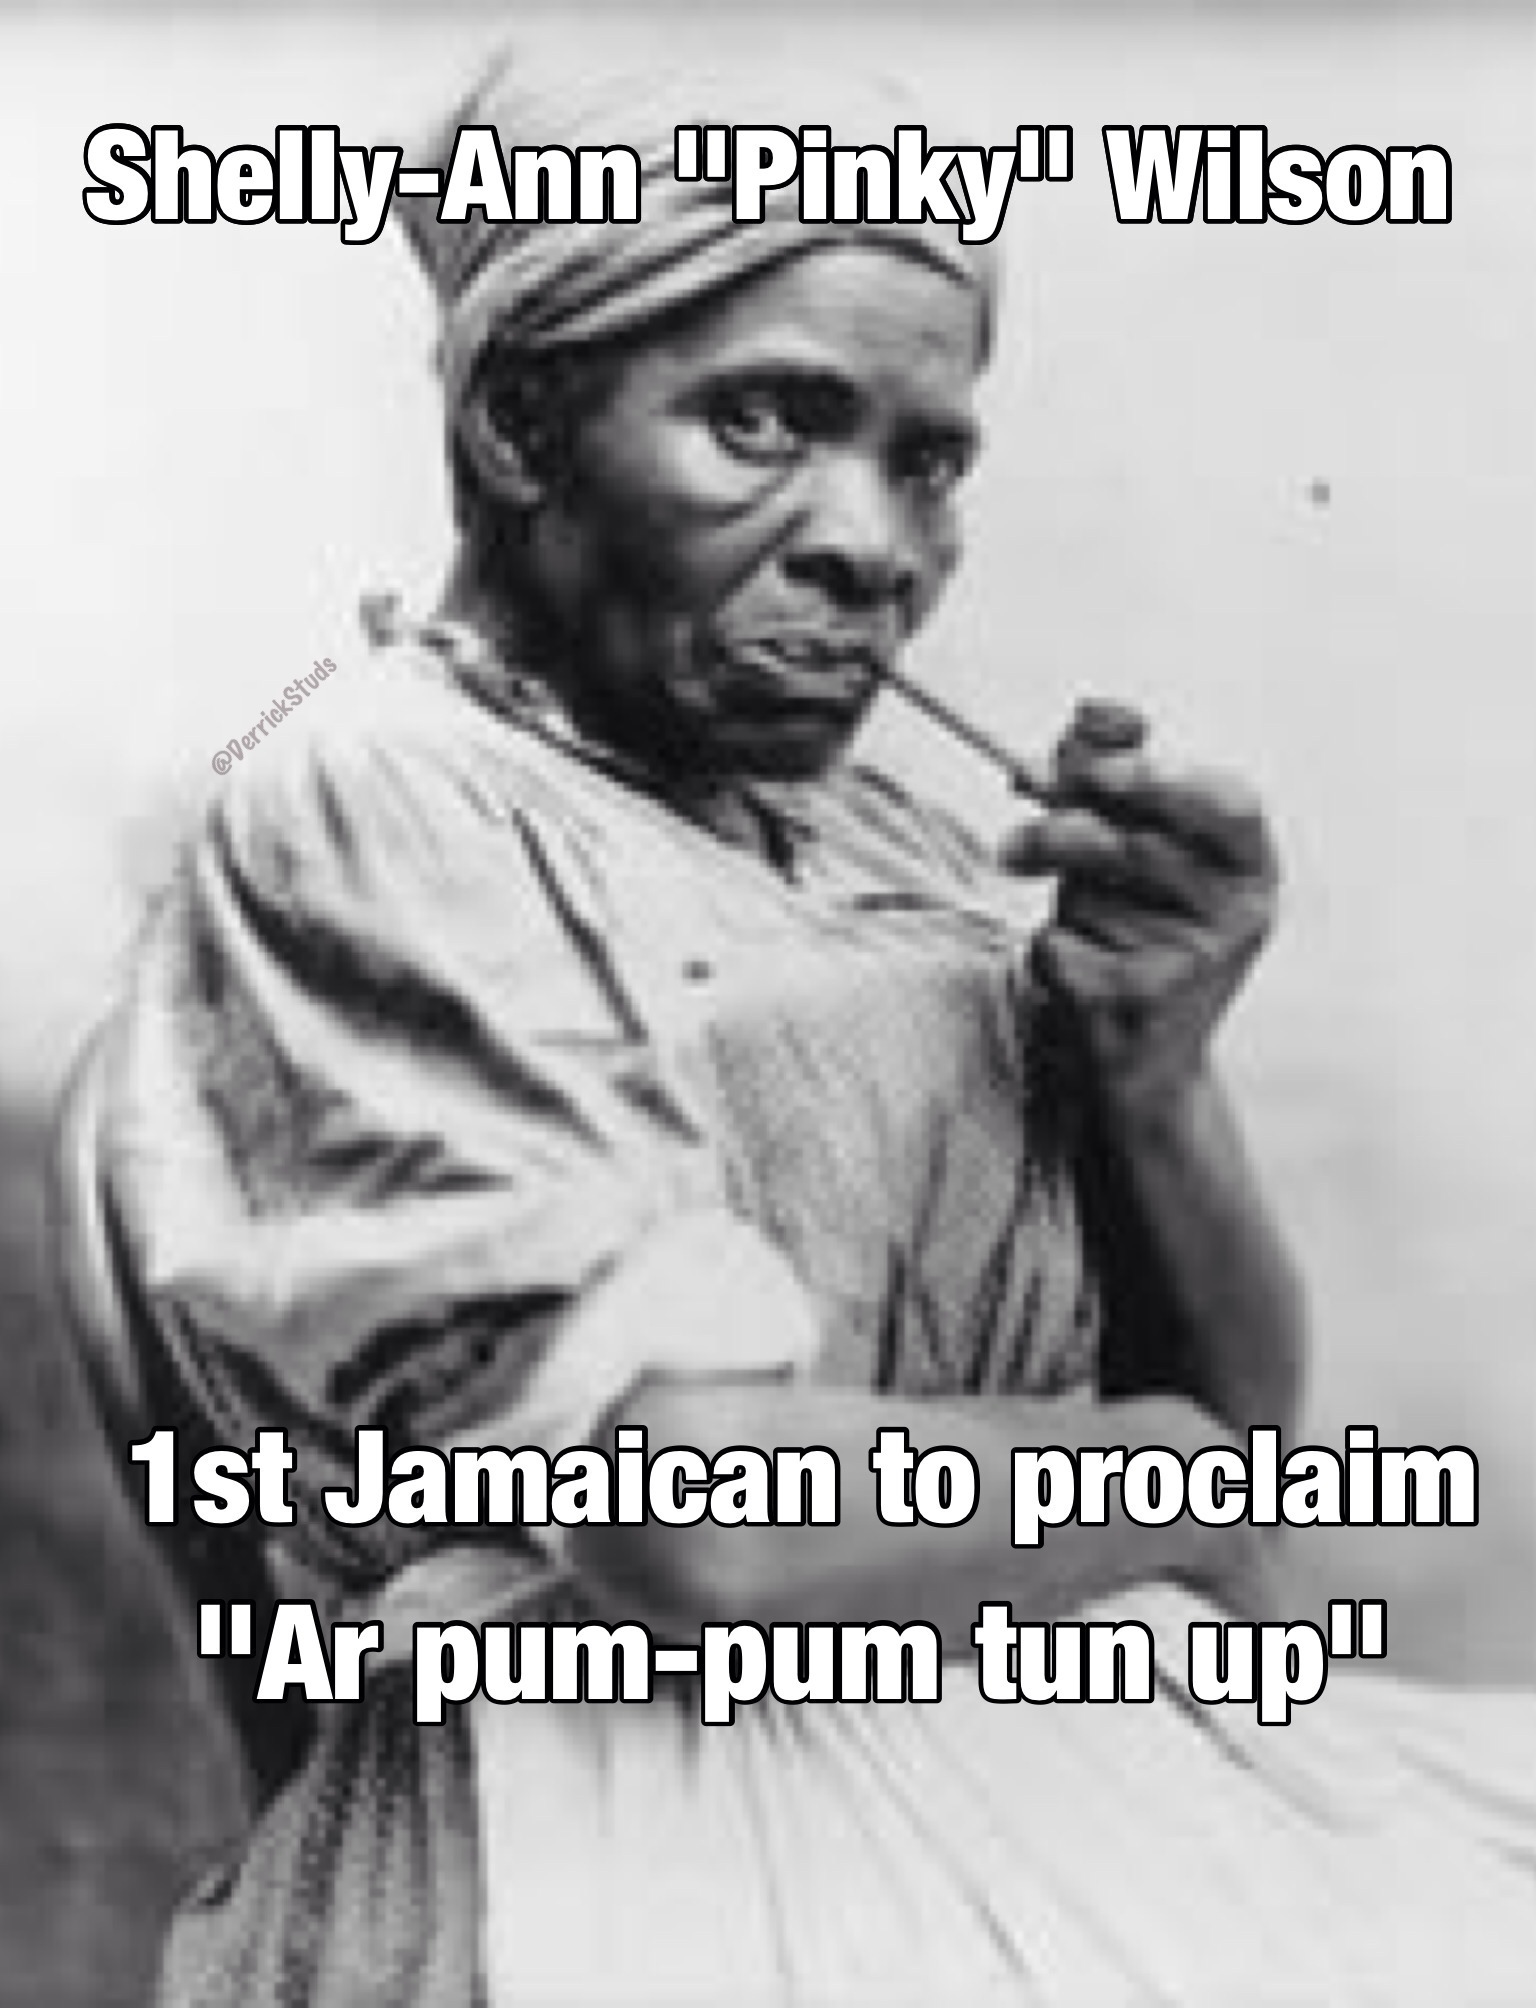 Shelly-Ann "Pinky" Wilson
@DerrickStuds
1st Jamaican to proclaim
"Ar pum-pum tun up"